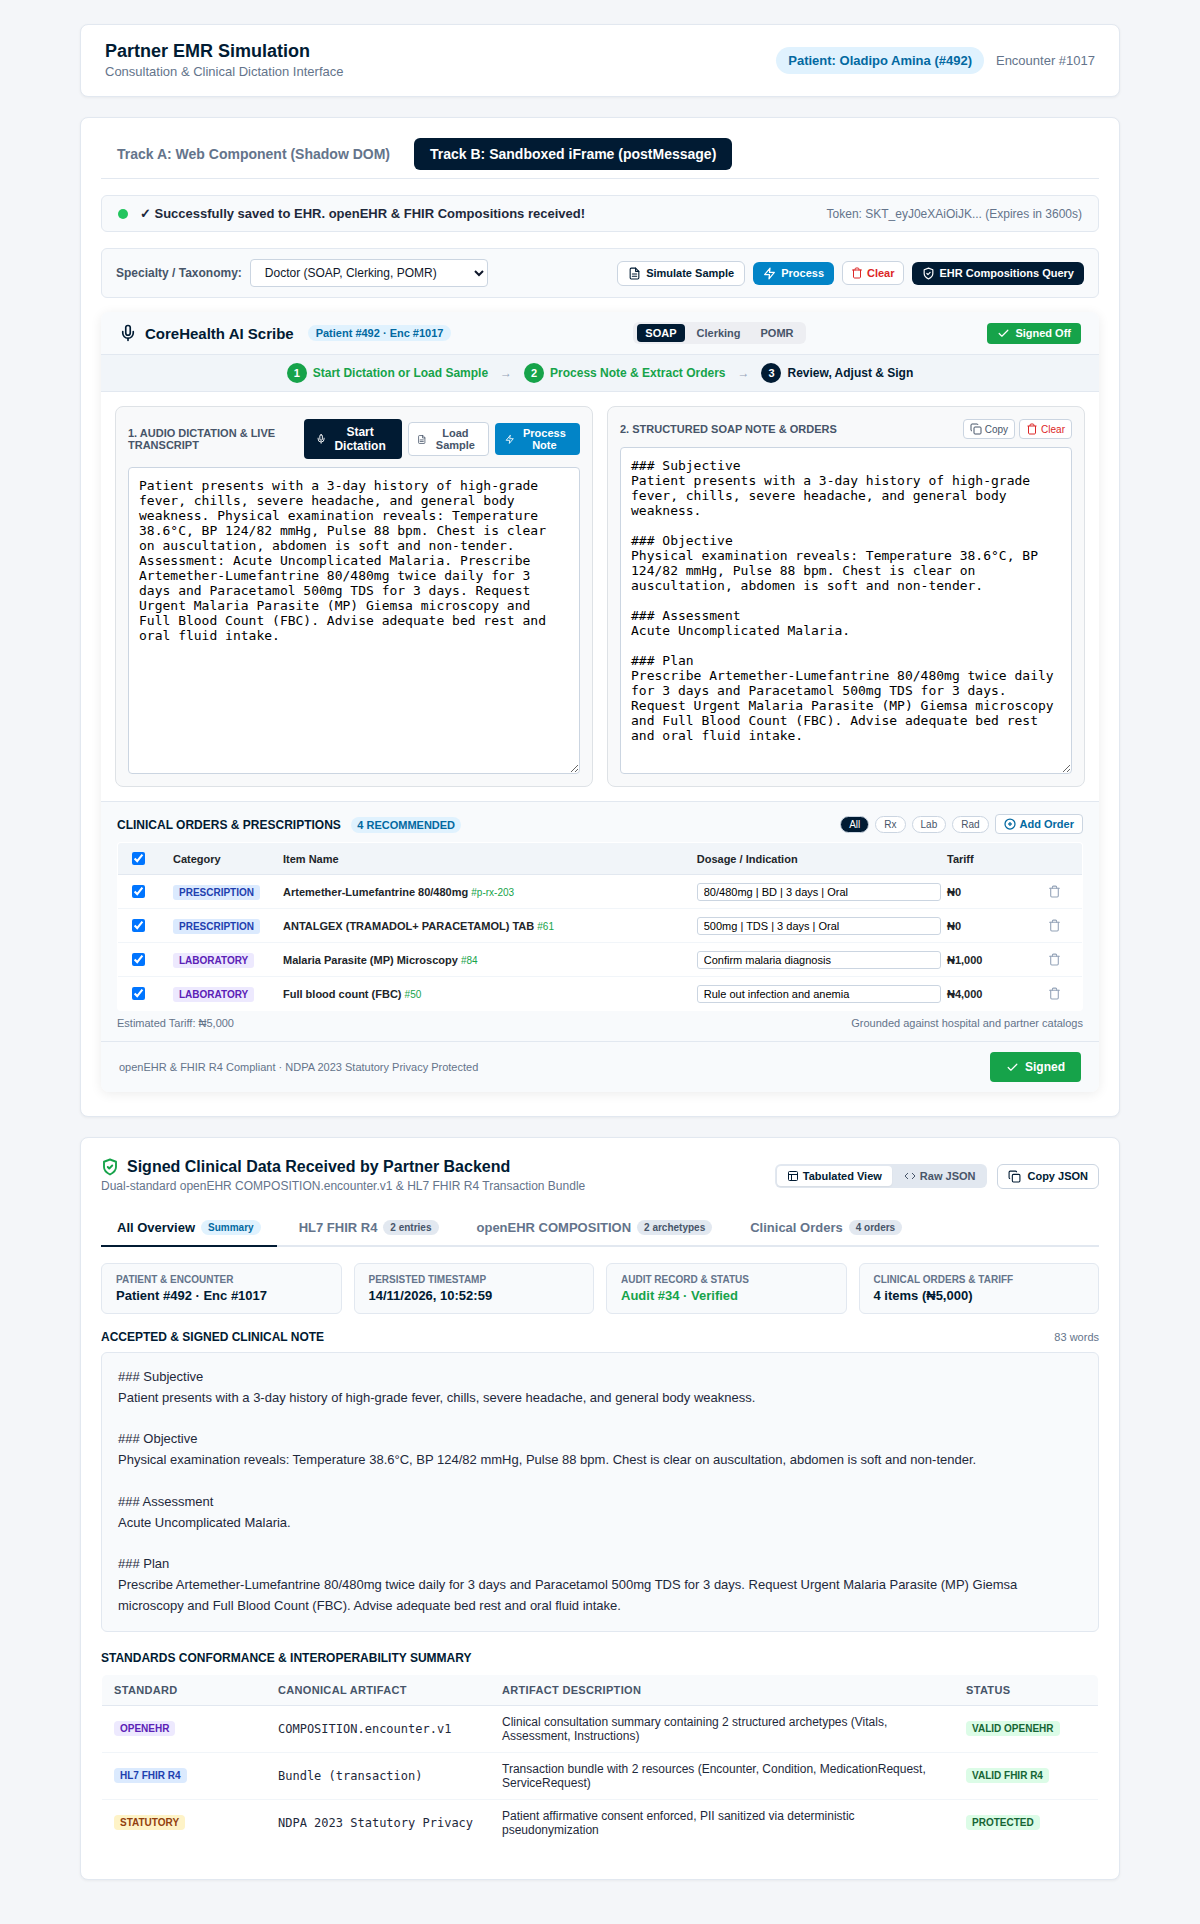 Partner EMR Simulation
Consultation & Clinical Dictation Interface
Patient: Oladipo Amina (#492) Encounter #1017
Track A: Web Component (Shadow DOM) Track B: Sandboxed iFrame (postMessage)
✓ Successfully saved to EHR. openEHR & FHIR Compositions received! Token: SKT_eyJ0eXAiOiJK... (Expires in 3600s)
Specialty / Taxonomy: Doctor (SOAP, Clerking, POMR) Simulate Sample Process Clear EHR Compositions Query
CoreHealth AI Scribe Patient #492 · Enc #1017 SOAP Clerking POMR Signed Off
1 Start Dictation or Load Sample → 2 Process Note & Extract Orders → 3 Review, Adjust & Sign
1. AUDIO DICTATION & LIVE
TRANSCRIPT
Start
Dictation
Load
Sample
Process
Note
Patient presents with a 3-day history of high-grade
fever, chills, severe headache, and general body
weakness. Physical examination reveals: Temperature
38.6°C, BP 124/82 mmHg, Pulse 88 bpm. Chest is clear
on auscultation, abdomen is soft and non-tender.
Assessment: Acute Uncomplicated Malaria. Prescribe
Artemether-Lumefantrine 80/480mg twice daily for 3
days and Paracetamol 500mg TDS for 3 days. Request
Urgent Malaria Parasite (MP) Giemsa microscopy and
Full Blood Count (FBC). Advise adequate bed rest and
oral fluid intake.
2. STRUCTURED SOAP NOTE & ORDERS Copy Clear
### Subjective
Patient presents with a 3-day history of high-grade
fever, chills, severe headache, and general body
weakness.
### Objective
Physical examination reveals: Temperature 38.6°C, BP
124/82 mmHg, Pulse 88 bpm. Chest is clear on
auscultation, abdomen is soft and non-tender.
### Assessment
Acute Uncomplicated Malaria.
### Plan
Prescribe Artemether-Lumefantrine 80/480mg twice daily
for 3 days and Paracetamol 500mg TDS for 3 days.
Request Urgent Malaria Parasite (MP) Giemsa microscopy
and Full Blood Count (FBC). Advise adequate bed rest
and oral fluid intake.
CLINICAL ORDERS & PRESCRIPTIONS 4 RECOMMENDED All Rx Lab Rad Add Order
Category Item Name Dosage / Indication Tariff
PRESCRIPTION Artemether-Lumefantrine 80/480mg #p-rx-203 80/480mg | BD | 3 days | Oral ₦0
PRESCRIPTION ANTALGEX (TRAMADOL+ PARACETAMOL) TAB #61 500mg | TDS | 3 days | Oral ₦0
LABORATORY Malaria Parasite (MP) Microscopy #84 Confirm malaria diagnosis ₦1,000
LABORATORY Full blood count (FBC) #50 Rule out infection and anemia ₦4,000
Estimated Tariff: ₦5,000 Grounded against hospital and partner catalogs
openEHR & FHIR R4 Compliant · NDPA 2023 Statutory Privacy Protected Signed
Signed Clinical Data Received by Partner Backend
Dual-standard openEHR COMPOSITION.encounter.v1 & HL7 FHIR R4 Transaction Bundle
Tabulated View Raw JSON Copy JSON
All Overview Summary HL7 FHIR R4 2 entries openEHR COMPOSITION 2 archetypes Clinical Orders 4 orders
PATIENT & ENCOUNTER
Patient #492 · Enc #1017
PERSISTED TIMESTAMP
14/11/2026, 10:52:59
AUDIT RECORD & STATUS
Audit #34 · Verified
CLINICAL ORDERS & TARIFF
4 items (₦5,000)
ACCEPTED & SIGNED CLINICAL NOTE 83 words
### Subjective
Patient presents with a 3-day history of high-grade fever, chills, severe headache, and general body weakness.
### Objective
Physical examination reveals: Temperature 38.6°C, BP 124/82 mmHg, Pulse 88 bpm. Chest is clear on auscultation, abdomen is soft and non-tender.
### Assessment
Acute Uncomplicated Malaria.
### Plan
Prescribe Artemether-Lumefantrine 80/480mg twice daily for 3 days and Paracetamol 500mg TDS for 3 days. Request Urgent Malaria Parasite (MP) Giemsa
microscopy and Full Blood Count (FBC). Advise adequate bed rest and oral fluid intake.
STANDARDS CONFORMANCE & INTEROPERABILITY SUMMARY
STANDARD CANONICAL ARTIFACT ARTIFACT DESCRIPTION STATUS
OPENEHR COMPOSITION.encounter.v1 Clinical consultation summary containing 2 structured archetypes (Vitals,
Assessment, Instructions) VALID OPENEHR
HL7 FHIR R4 Bundle (transaction) Transaction bundle with 2 resources (Encounter, Condition, MedicationRequest,
ServiceRequest) VALID FHIR R4
STATUTORY NDPA 2023 Statutory Privacy Patient affirmative consent enforced, PII sanitized via deterministic
pseudonymization PROTECTED